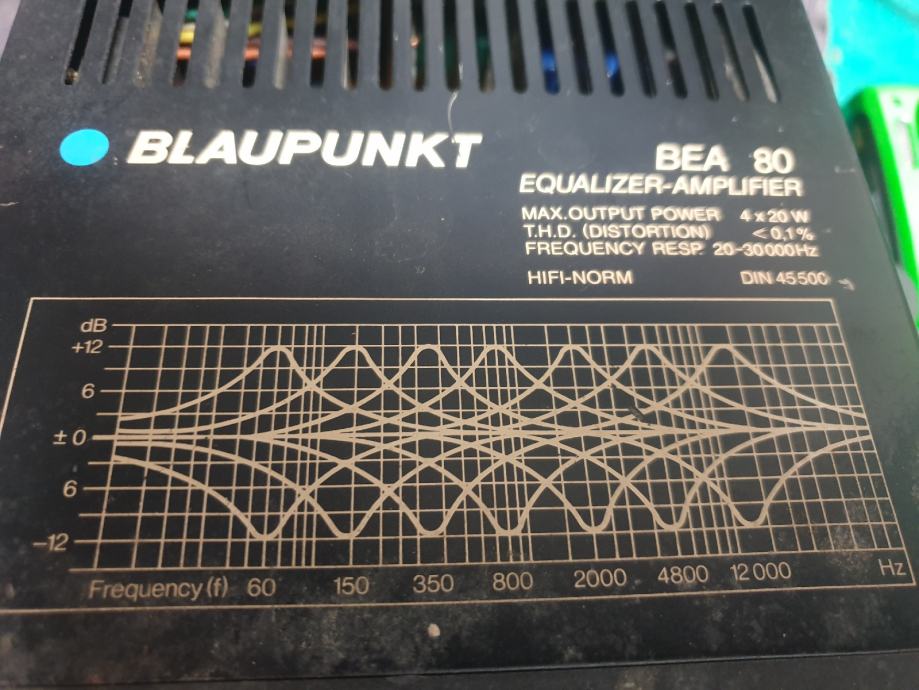 BLAUPUNKT
BEA 80
EQUALIZER-AMPLIFIER
MAX.OUTPUT POWER 4 x 20 W
T.H.D. (DISTORTION) < 0,1%
FREQUENCY RESP. 20-30000Hz
HIFI-NORM DIN 45500
dB
+12
6
± 0
6
−12
Frequency (f) 60 150 350 800 2000 4800 12000 Hz